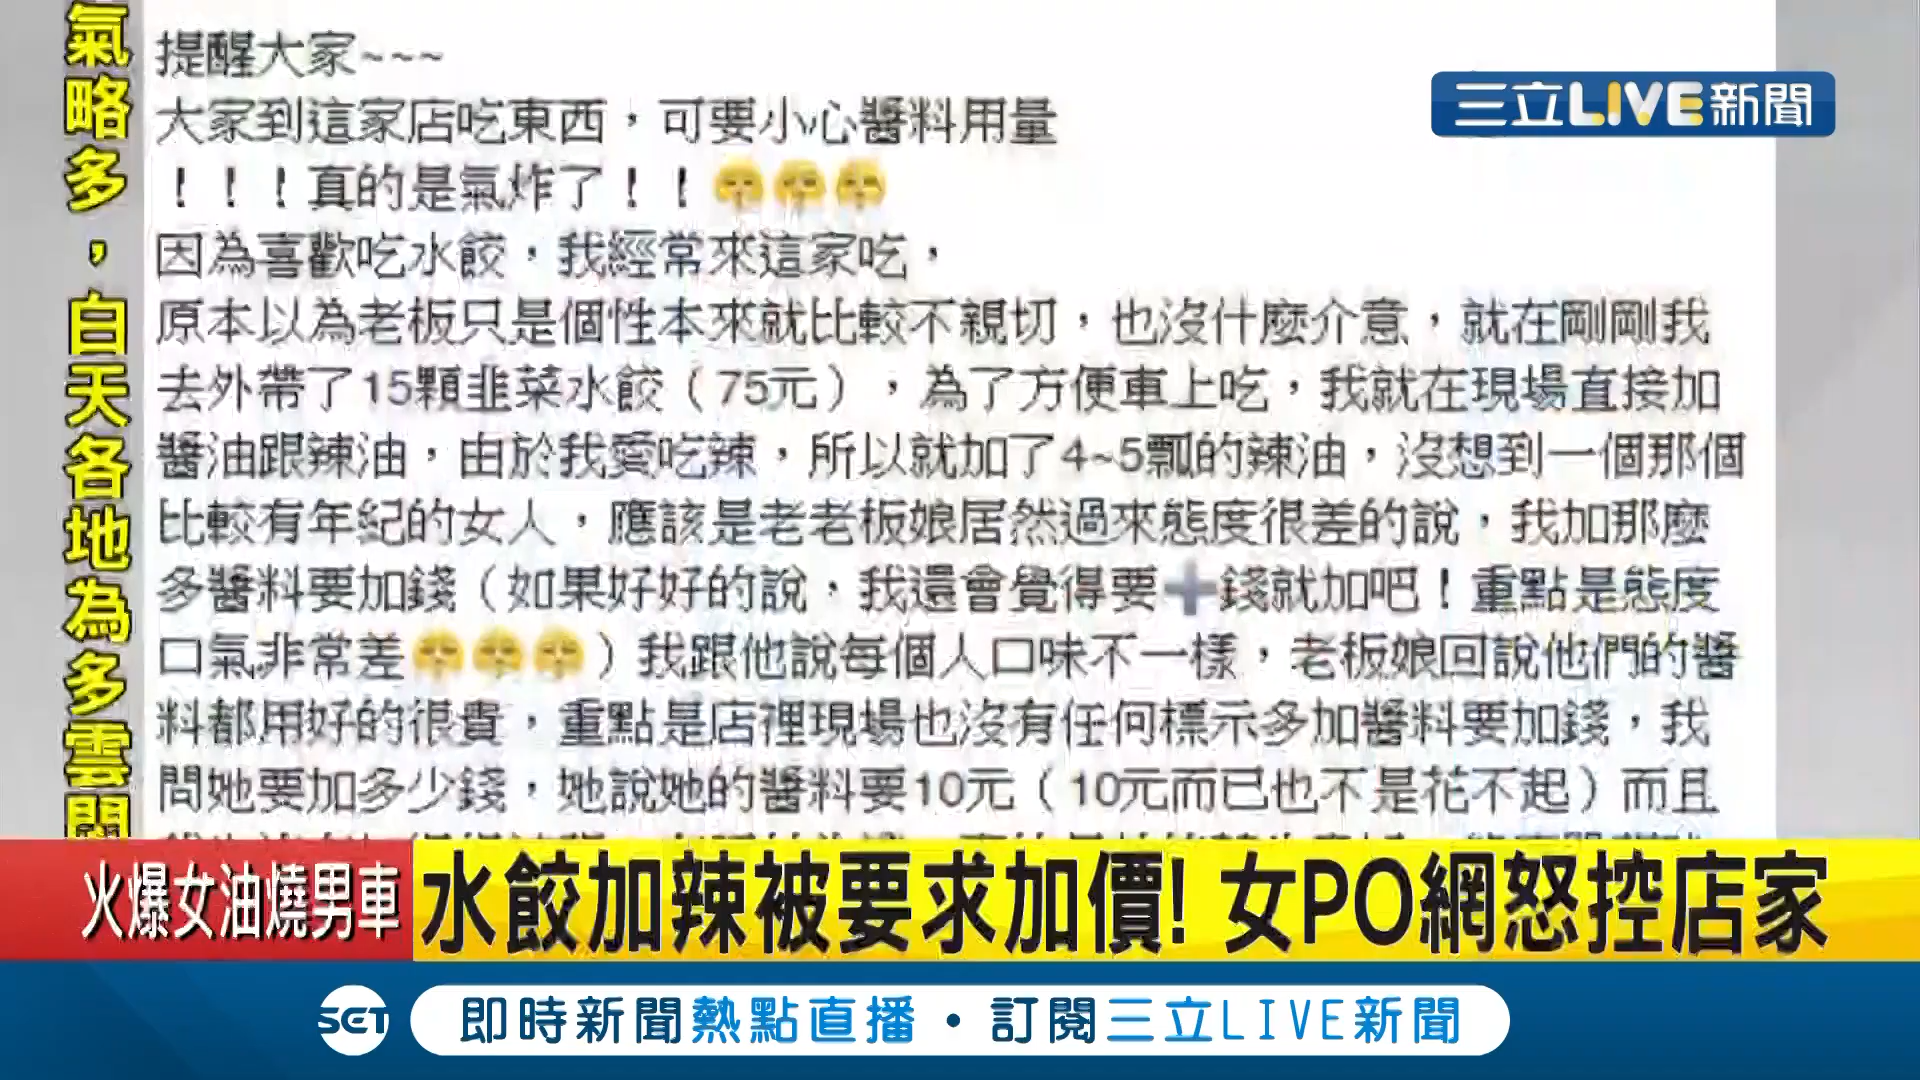 氣略多，白天各地為多雲
提醒大家~~~
大家到這家店吃東西，可要小心醬料用量
！！！真的是氣炸了！！
因為喜歡吃水餃，我經常來這家吃，
原本以為老板只是個性本來就比較不親切，也沒什麼介意，就在剛剛我
去外帶了15顆韭菜水餃（75元），為了方便車上吃，我就在現場直接加
醬油跟辣油，由於我愛吃辣，所以就加了4~5瓢的辣油，沒想到一個那個
比較有年紀的女人，應該是老老板娘居然過來態度很差的說，我加那麼
多醬料要加錢（如果好好的說，我還會覺得要➕錢就加吧！重點是態度
口氣非常差）我跟他說每個人口味不一樣，老板娘回說他們的醬
料都用好的很貴，重點是店裡現場也沒有任何標示多加醬料要加錢，我
問她要加多少錢，她說她的醬料要10元（10元而已也不是花不起）而且
三立LIVE新聞
火爆女油燒男車
水餃加辣被要求加價! 女PO網怒控店家
SET
即時新聞熱點直播・訂閱三立LIVE新聞